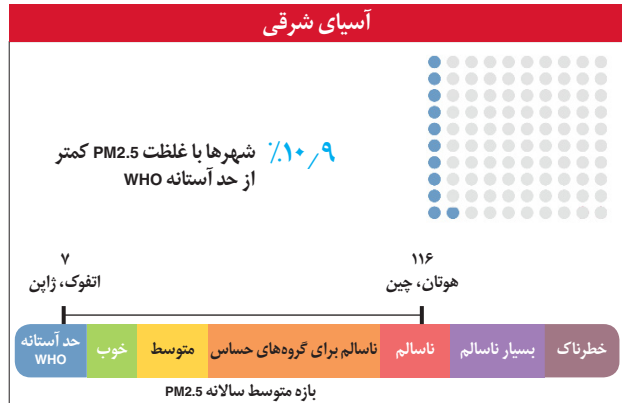 آسیای شرقی
٪۱۰٫۹ شهرها با غلظت PM2.5 کمتر
از حد آستانه WHO
۱۱۶
هوتان، چین
۷
اتفوک، ژاپن
خطرناک
بسیار ناسالم
ناسالم
ناسالم برای گروه‌های حساس
متوسط
خوب
حد آستانه
WHO
بازه متوسط سالانه PM2.5